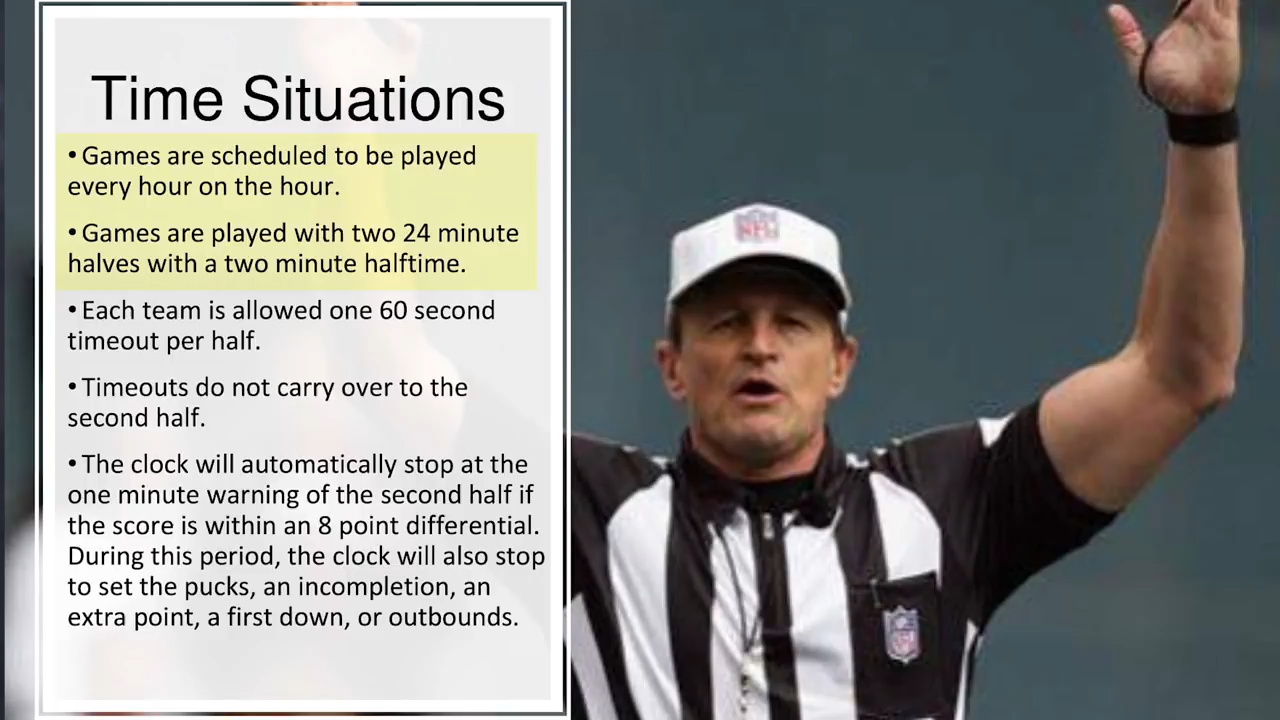 Time Situations
• Games are scheduled to be played
every hour on the hour.
• Games are played with two 24 minute
halves with a two minute halftime.
• Each team is allowed one 60 second
timeout per half.
• Timeouts do not carry over to the
second half.
• The clock will automatically stop at the
one minute warning of the second half if
the score is within an 8 point differential.
During this period, the clock will also stop
to set the pucks, an incompletion, an
extra point, a first down, or outbounds.
NFL